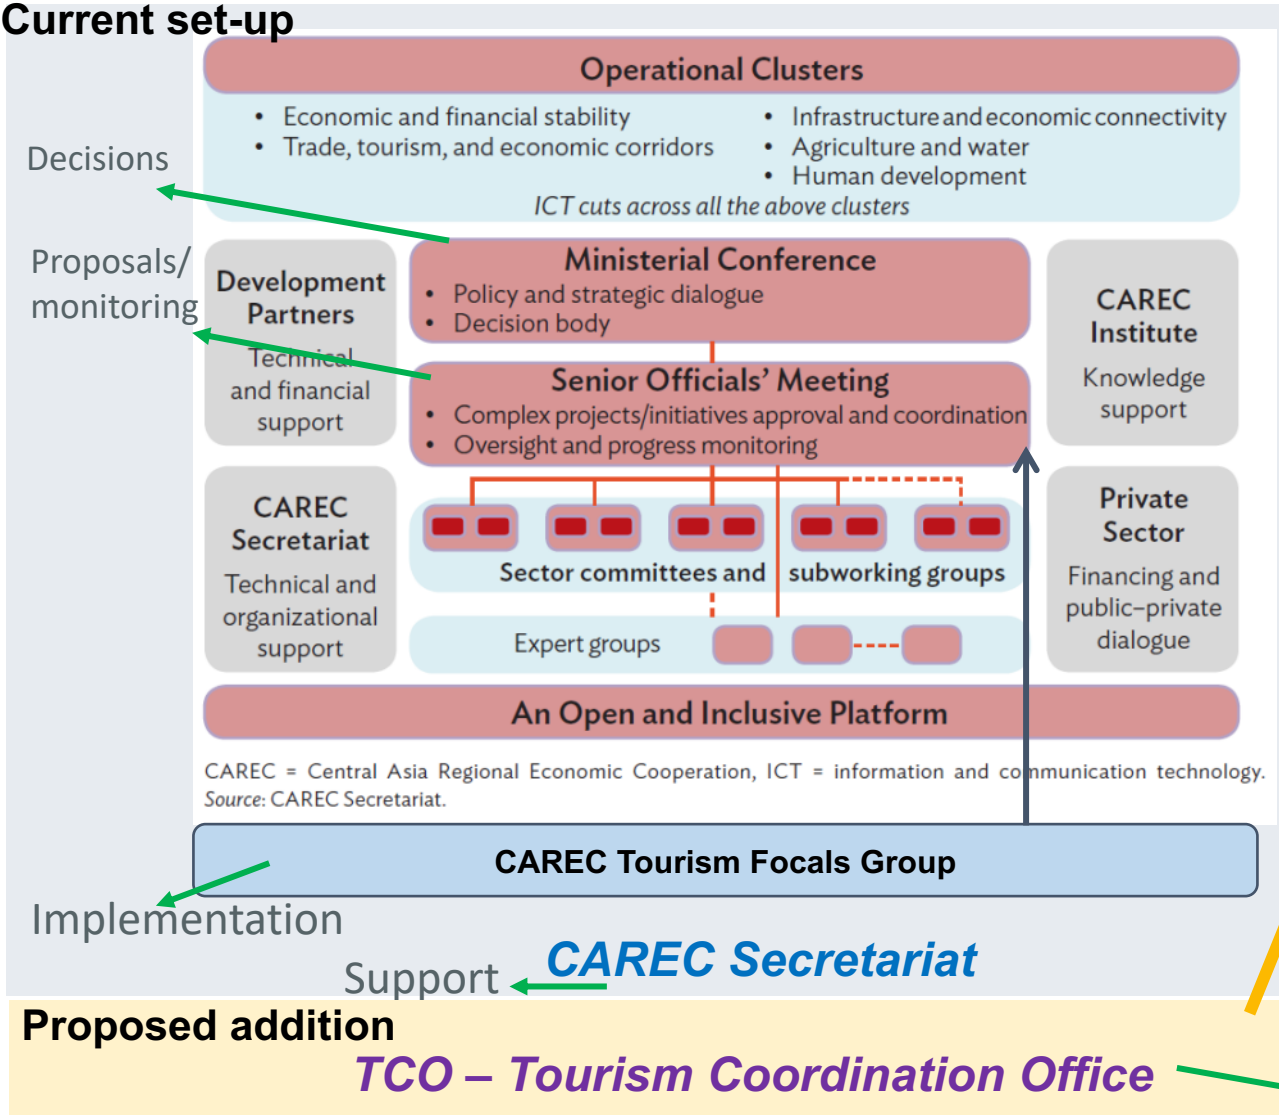 Current set-up
Operational Clusters
• Economic and financial stability
• Trade, tourism, and economic corridors
• Infrastructure and economic connectivity
• Agriculture and water
• Human development
ICT cuts across all the above clusters
Decisions
Proposals/
monitoring
Development
Partners
Technical
and financial
support
Ministerial Conference
• Policy and strategic dialogue
• Decision body
CAREC
Institute
Knowledge
support
Senior Officials’ Meeting
• Complex projects/initiatives approval and coordination
• Oversight and progress monitoring
CAREC
Secretariat
Technical and
organizational
support
Sector committees and subworking groups
Expert groups
Private
Sector
Financing and
public–private
dialogue
An Open and Inclusive Platform
CAREC = Central Asia Regional Economic Cooperation, ICT = information and communication technology.
Source: CAREC Secretariat.
CAREC Tourism Focals Group
Implementation
Support
CAREC Secretariat
Proposed addition
TCO – Tourism Coordination Office